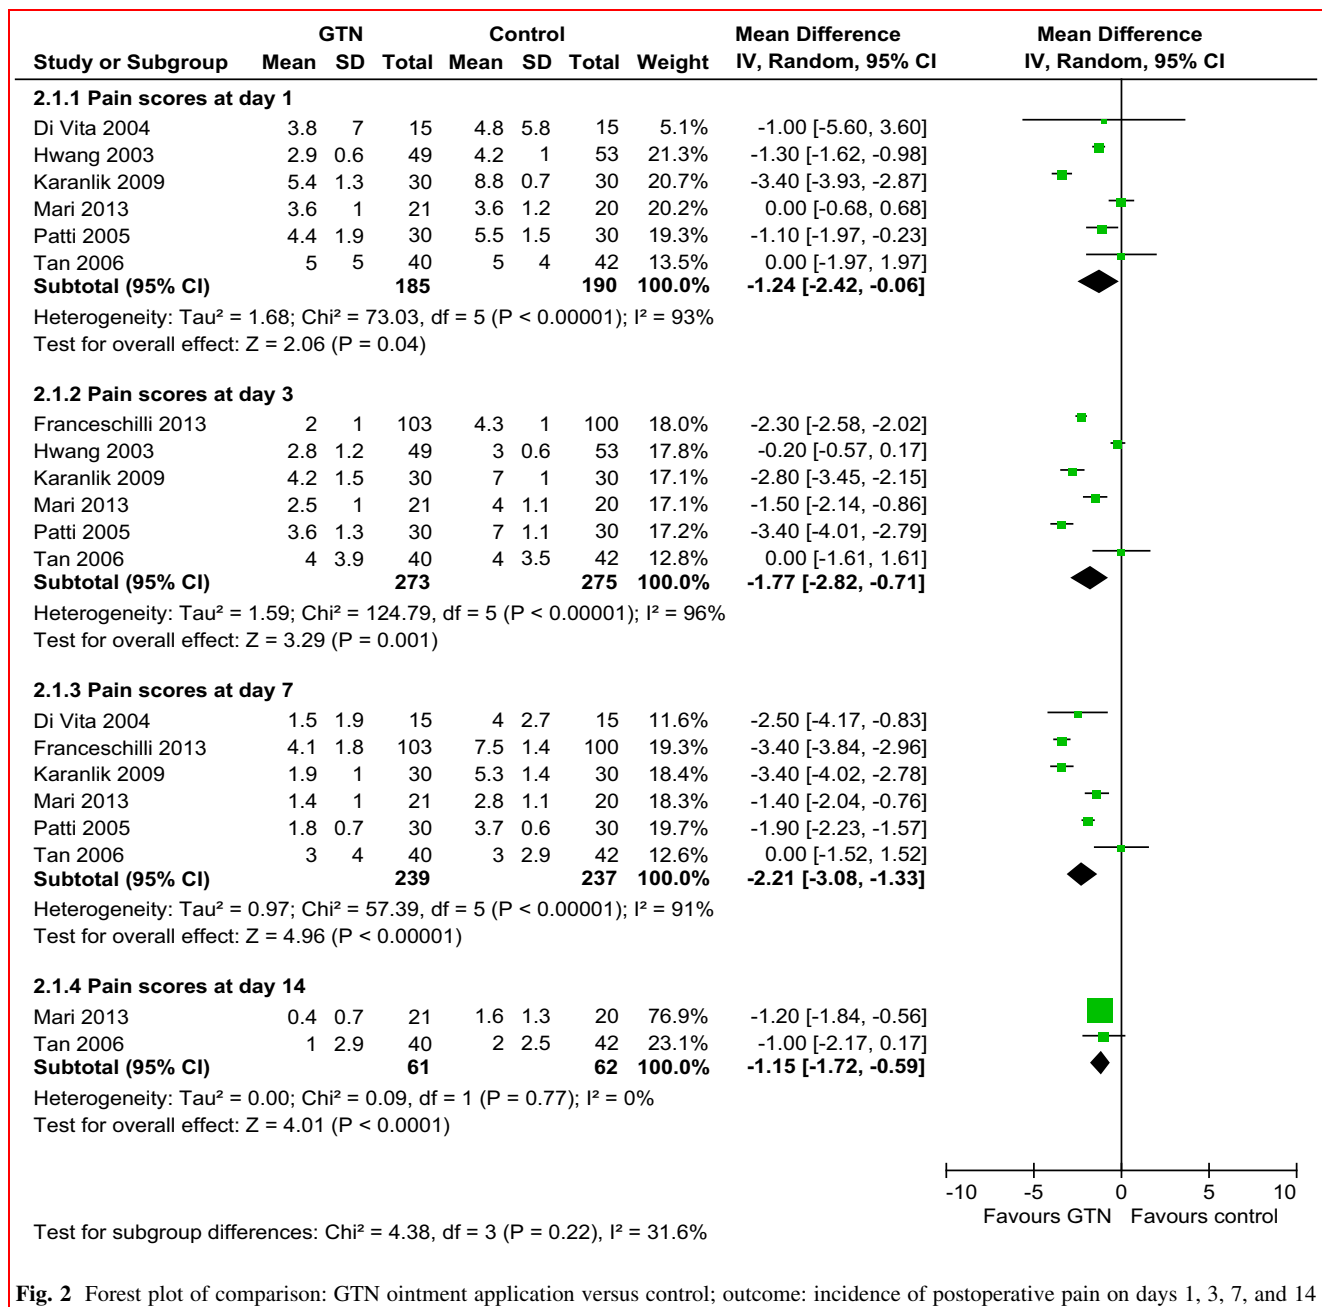 GTN Control Mean Difference Mean Difference
Study or Subgroup Mean SD Total Mean SD Total Weight IV, Random, 95% CI IV, Random, 95% CI
2.1.1 Pain scores at day 1
Di Vita 2004 3.8 7 15 4.8 5.8 15 5.1% -1.00 [-5.60, 3.60]
Hwang 2003 2.9 0.6 49 4.2 1 53 21.3% -1.30 [-1.62, -0.98]
Karanlik 2009 5.4 1.3 30 8.8 0.7 30 20.7% -3.40 [-3.93, -2.87]
Mari 2013 3.6 1 21 3.6 1.2 20 20.2% 0.00 [-0.68, 0.68]
Patti 2005 4.4 1.9 30 5.5 1.5 30 19.3% -1.10 [-1.97, -0.23]
Tan 2006 5 5 40 5 4 42 13.5% 0.00 [-1.97, 1.97]
Subtotal (95% CI) 185 190 100.0% -1.24 [-2.42, -0.06]
Heterogeneity: Tau² = 1.68; Chi² = 73.03, df = 5 (P < 0.00001); I² = 93%
Test for overall effect: Z = 2.06 (P = 0.04)
2.1.2 Pain scores at day 3
Franceschilli 2013 2 1 103 4.3 1 100 18.0% -2.30 [-2.58, -2.02]
Hwang 2003 2.8 1.2 49 3 0.6 53 17.8% -0.20 [-0.57, 0.17]
Karanlik 2009 4.2 1.5 30 7 1 30 17.1% -2.80 [-3.45, -2.15]
Mari 2013 2.5 1 21 4 1.1 20 17.1% -1.50 [-2.14, -0.86]
Patti 2005 3.6 1.3 30 7 1.1 30 17.2% -3.40 [-4.01, -2.79]
Tan 2006 4 3.9 40 4 3.5 42 12.8% 0.00 [-1.61, 1.61]
Subtotal (95% CI) 273 275 100.0% -1.77 [-2.82, -0.71]
Heterogeneity: Tau² = 1.59; Chi² = 124.79, df = 5 (P < 0.00001); I² = 96%
Test for overall effect: Z = 3.29 (P = 0.001)
2.1.3 Pain scores at day 7
Di Vita 2004 1.5 1.9 15 4 2.7 15 11.6% -2.50 [-4.17, -0.83]
Franceschilli 2013 4.1 1.8 103 7.5 1.4 100 19.3% -3.40 [-3.84, -2.96]
Karanlik 2009 1.9 1 30 5.3 1.4 30 18.4% -3.40 [-4.02, -2.78]
Mari 2013 1.4 1 21 2.8 1.1 20 18.3% -1.40 [-2.04, -0.76]
Patti 2005 1.8 0.7 30 3.7 0.6 30 19.7% -1.90 [-2.23, -1.57]
Tan 2006 3 4 40 3 2.9 42 12.6% 0.00 [-1.52, 1.52]
Subtotal (95% CI) 239 237 100.0% -2.21 [-3.08, -1.33]
Heterogeneity: Tau² = 0.97; Chi² = 57.39, df = 5 (P < 0.00001); I² = 91%
Test for overall effect: Z = 4.96 (P < 0.00001)
2.1.4 Pain scores at day 14
Mari 2013 0.4 0.7 21 1.6 1.3 20 76.9% -1.20 [-1.84, -0.56]
Tan 2006 1 2.9 40 2 2.5 42 23.1% -1.00 [-2.17, 0.17]
Subtotal (95% CI) 61 62 100.0% -1.15 [-1.72, -0.59]
Heterogeneity: Tau² = 0.00; Chi² = 0.09, df = 1 (P = 0.77); I² = 0%
Test for overall effect: Z = 4.01 (P < 0.0001)
-10 -5 0 5 10
Favours GTN Favours control
Test for subgroup differences: Chi² = 4.38, df = 3 (P = 0.22), I² = 31.6%
Fig. 2 Forest plot of comparison: GTN ointment application versus control; outcome: incidence of postoperative pain on days 1, 3, 7, and 14